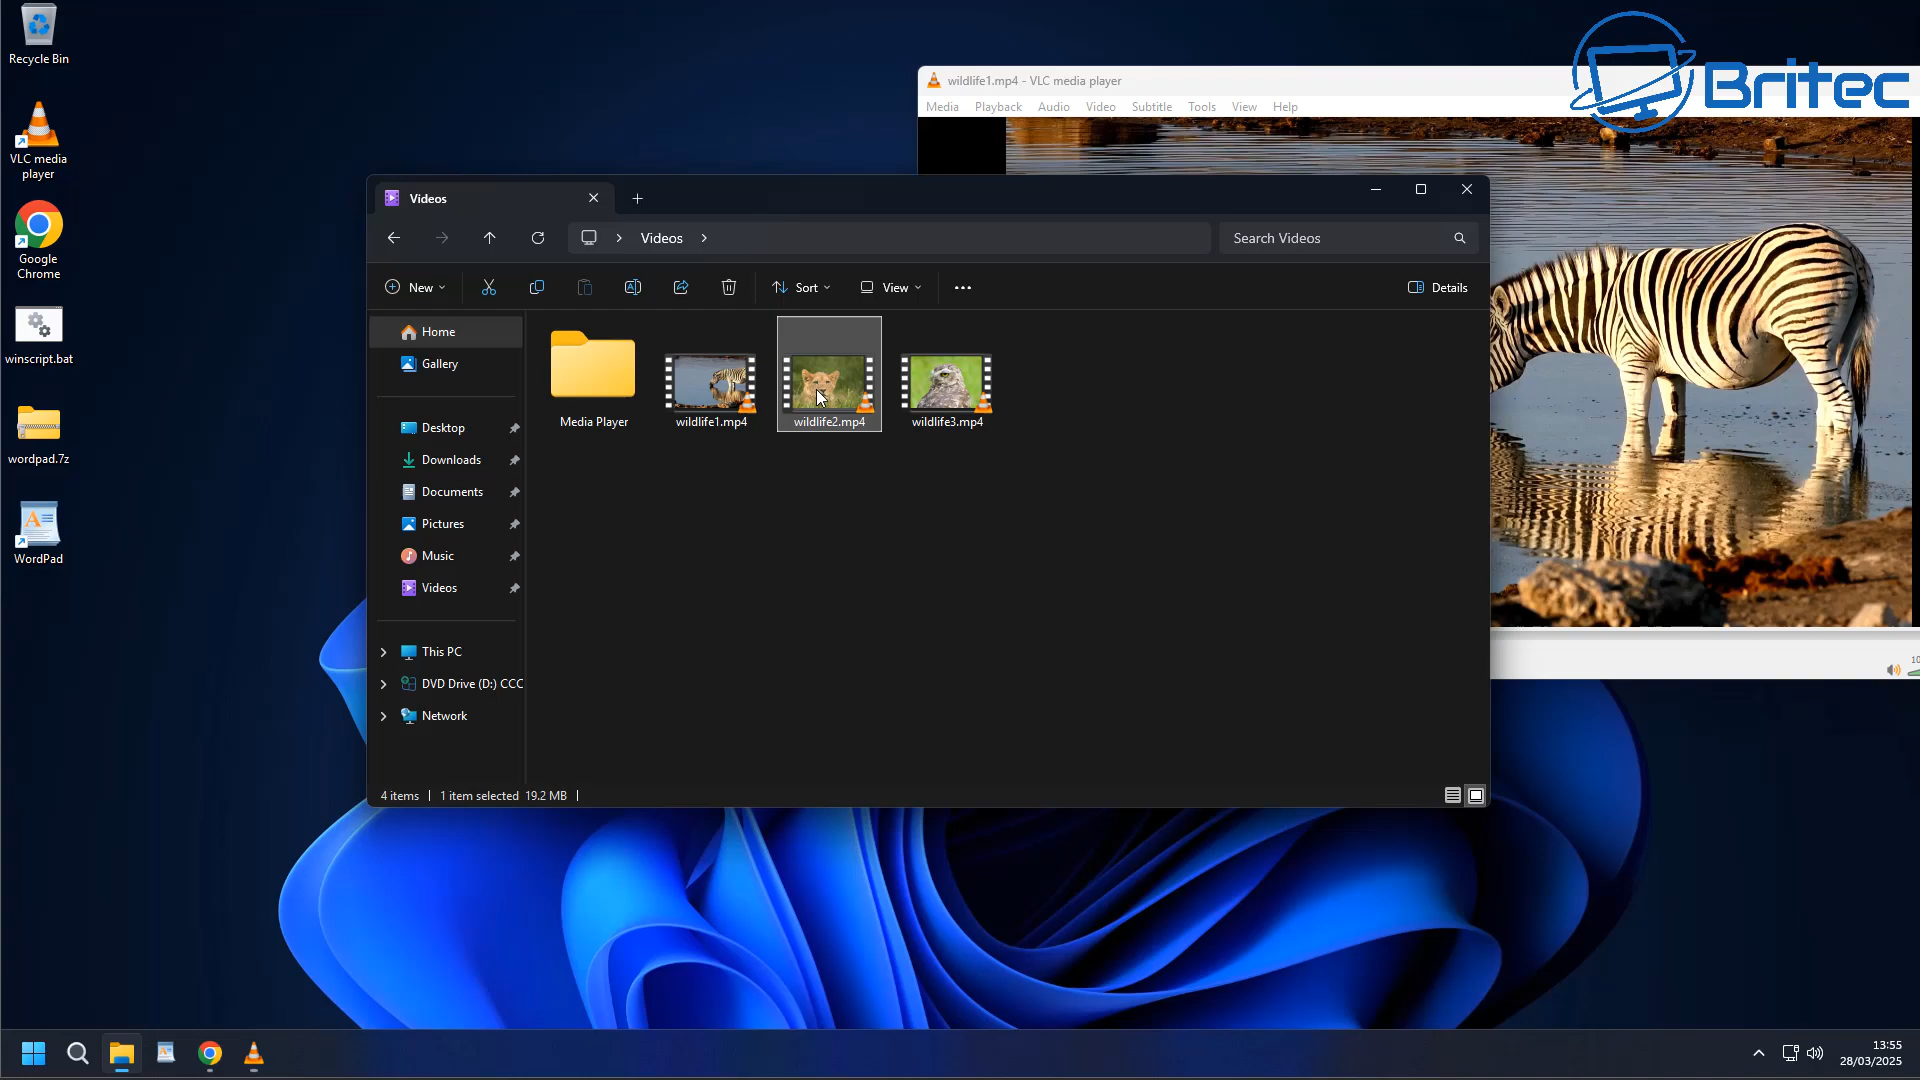 Recycle Bin
VLC media
player
Google
Chrome
winscript.bat
wordpad.7z
WordPad
Britec
wildlife1.mp4 - VLC media player
Media Playback Audio Video Subtitle Tools View Help
Videos
Videos
Search Videos
New
Sort
View
Details
Home
Gallery
Desktop
Downloads
Documents
Pictures
Music
Videos
This PC
DVD Drive (D:) CCC
Network
Media Player
wildlife1.mp4
wildlife2.mp4
wildlife3.mp4
4 items
1 item selected 19.2 MB
10
13:55
28/03/2025